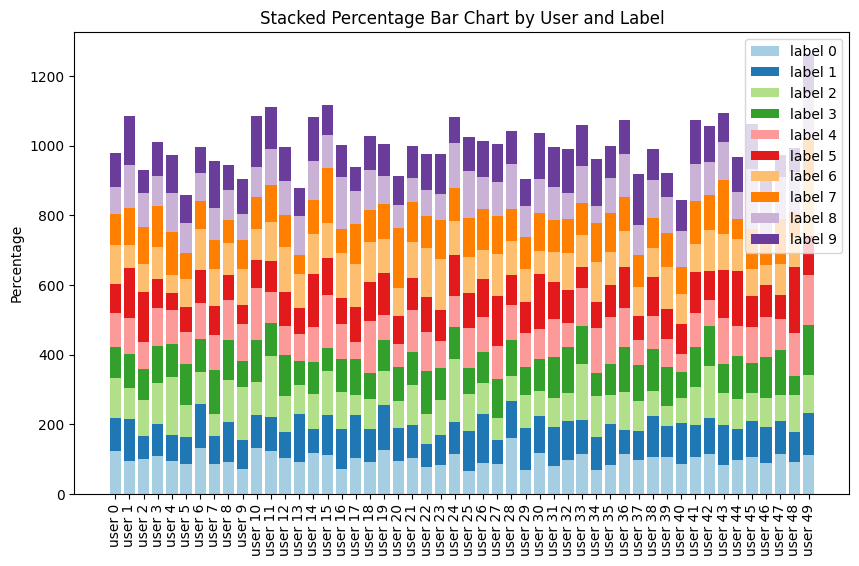 Stacked Percentage Bar Chart by User and Label
Percentage
1200
1000
800
600
400
200
0
label 0
label 1
label 2
label 3
label 4
label 5
label 6
label 7
label 8
label 9
user 0
user 1
user 2
user 3
user 4
user 5
user 6
user 7
user 8
user 9
user 10
user 11
user 12
user 13
user 14
user 15
user 16
user 17
user 18
user 19
user 20
user 21
user 22
user 23
user 24
user 25
user 26
user 27
user 28
user 29
user 30
user 31
user 32
user 33
user 34
user 35
user 36
user 37
user 38
user 39
user 40
user 41
user 42
user 43
user 44
user 45
user 46
user 47
user 48
user 49